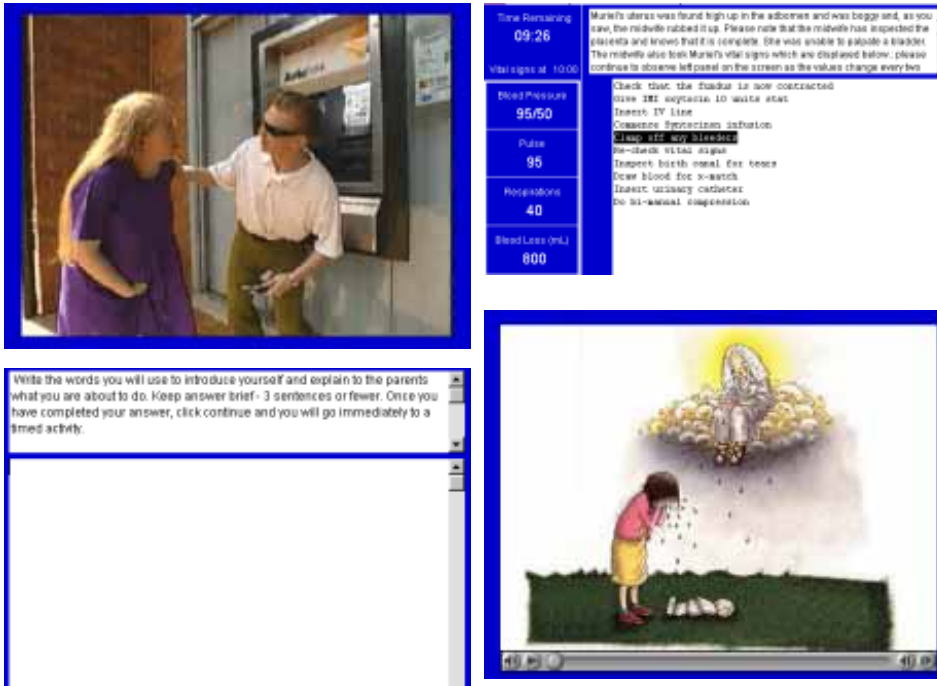 Time Remaining
09:26
Vital signs at 10:00
Blood Pressure
95/50
Pulse
95
Respirations
40
Blood Loss (mL)
800
Muriel's uterus was found high up in the adbomen and was boggy and, as you
saw, the midwife rubbed it up. Please note that the midwife has inspected the
placenta and knows that it is complete. She was unable to palpate a bladder.
The midwife also took Muriel's vital signs which are displayed below: please
continue to observe left panel on the screen as the values change every two
Check that the fundus is now contracted
Give IMI oxytocin 10 units stat
Insert IV line
Commence Syntocinon infusion
Clamp off any bleeders
Re-check vital signs
Inspect birth canal for tears
Draw blood for x-match
Insert urinary catheter
Do bi-manual compression
Write the words you will use to introduce yourself and explain to the parents
what you are about to do. Keep answer brief - 3 sentences or fewer. Once you
have completed your answer, click continue and you will go immediately to a
timed activity.